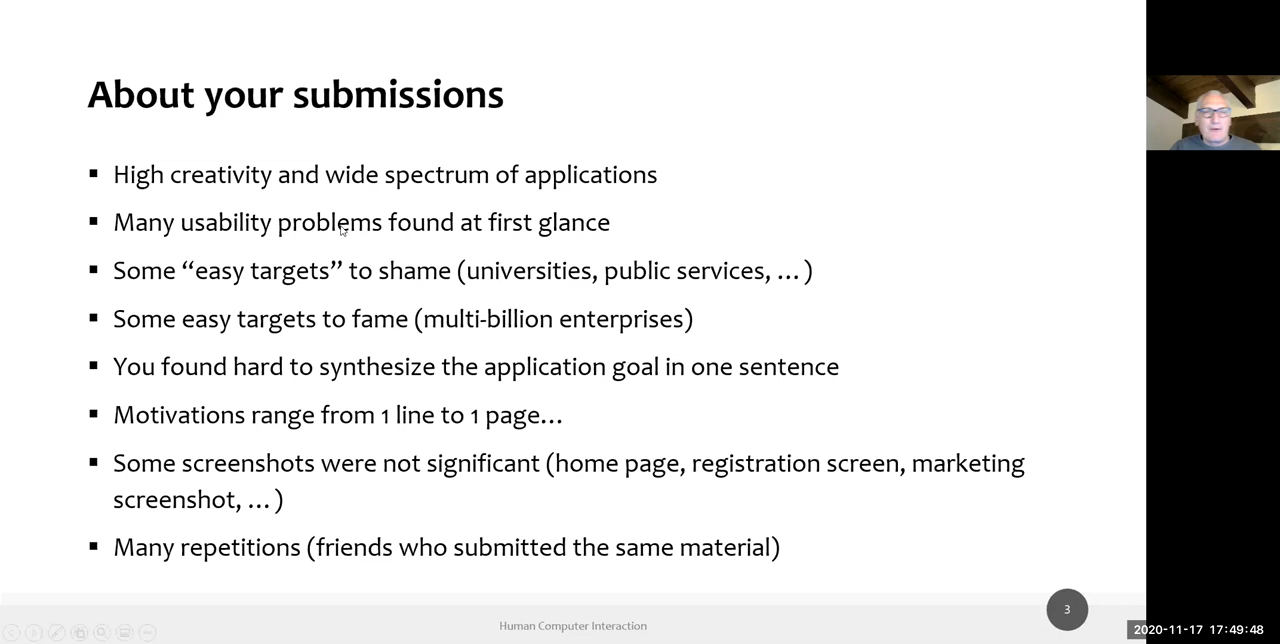 About your submissions
▪ High creativity and wide spectrum of applications
▪ Many usability problems found at first glance
▪ Some “easy targets” to shame (universities, public services, … )
▪ Some easy targets to fame (multi-billion enterprises)
▪ You found hard to synthesize the application goal in one sentence
▪ Motivations range from 1 line to 1 page…
▪ Some screenshots were not significant (home page, registration screen, marketing
screenshot, … )
▪ Many repetitions (friends who submitted the same material)
Human Computer Interaction
3
2020-11-17 17:49:48